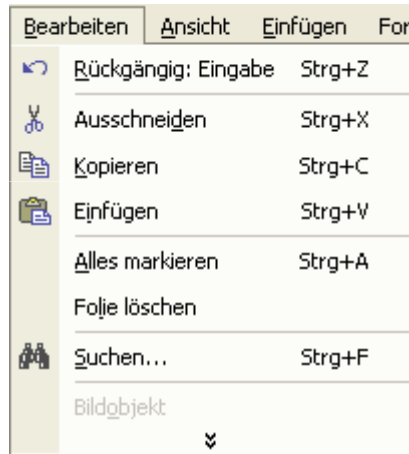 Bearbeiten Ansicht Einfügen For
Rückgängig: Eingabe Strg+Z
Ausschneiden Strg+X
Kopieren Strg+C
Einfügen Strg+V
Alles markieren Strg+A
Folie löschen
Suchen... Strg+F
Bildobjekt